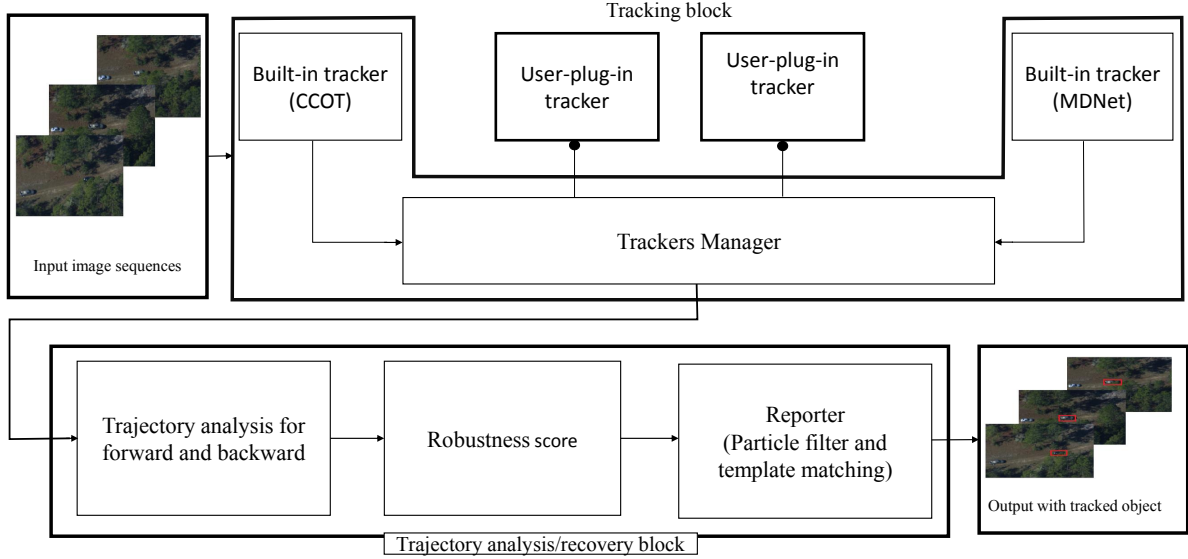 Tracking block
Built-in tracker
(CCOT)
User-plug-in
tracker
User-plug-in
tracker
Built-in tracker
(MDNet)
Trackers Manager
Input image sequences
Trajectory analysis for
forward and backward
Robustness score
Reporter
(Particle filter and
template matching)
Output with tracked object
Trajectory analysis/recovery block